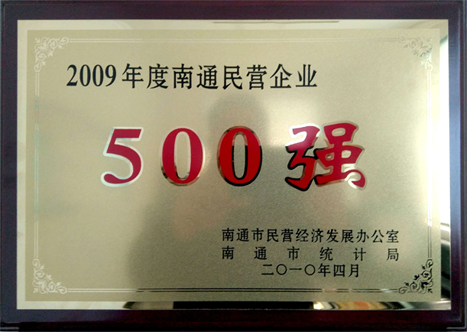 2009年度南通民营企业
500强
南通市民营经济发展办公室
南通市统计局
二〇一〇年四月